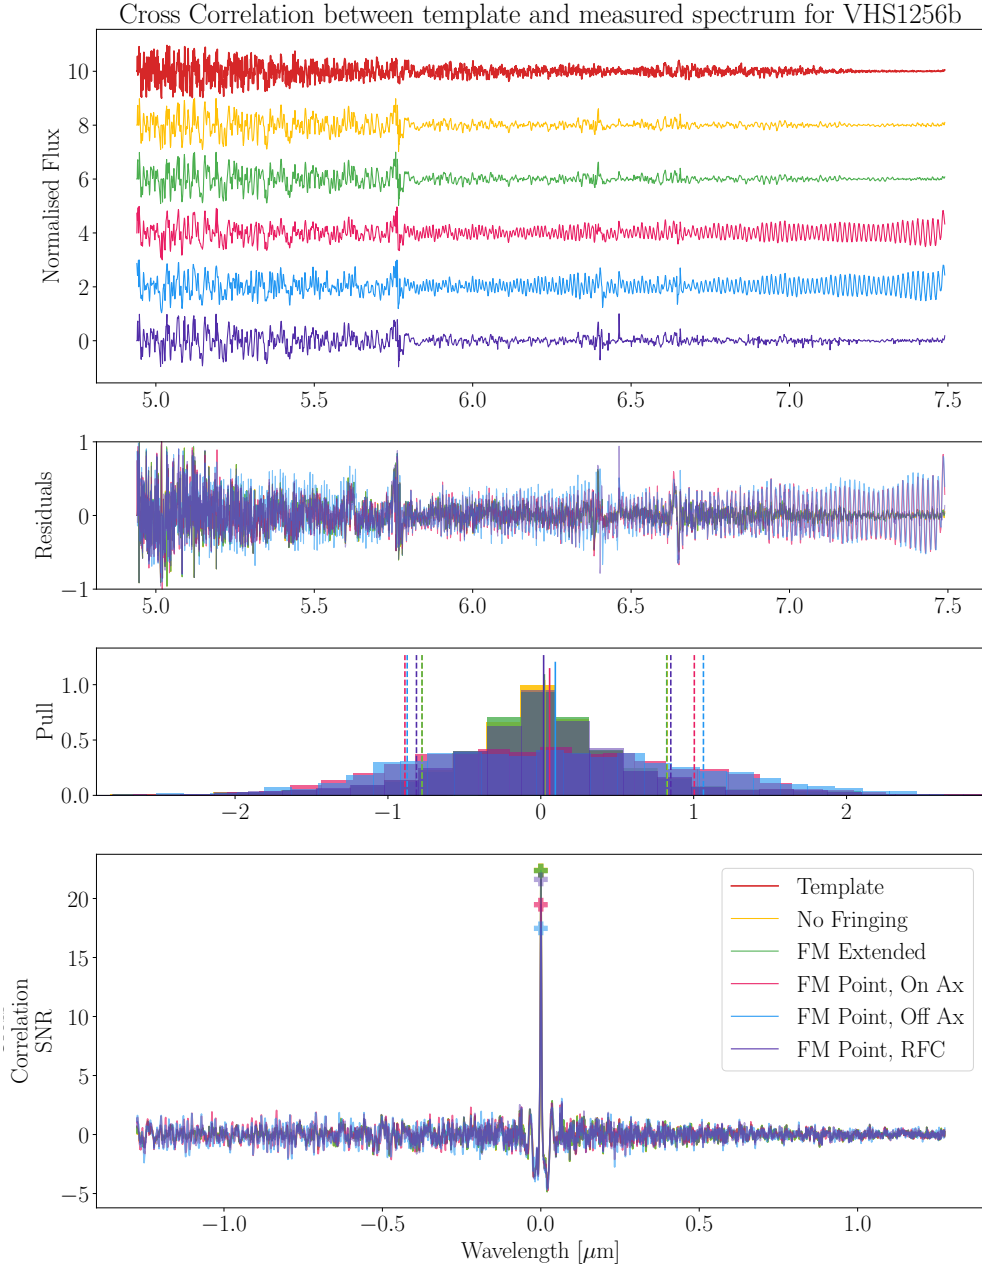 Cross Correlation between template and measured spectrum for VHS1256b
Normalised Flux
10
8
6
4
2
0
5.0 5.5 6.0 6.5 7.0 7.5
Residuals
1
0
−1
5.0 5.5 6.0 6.5 7.0 7.5
Pull
1.0
0.5
0.0
−2 −1 0 1 2
Correlation
SNR
20
15
10
5
0
−5
Template
No Fringing
FM Extended
FM Point, On Ax
FM Point, Off Ax
FM Point, RFC
−1.0 −0.5 0.0 0.5 1.0
Wavelength [μm]